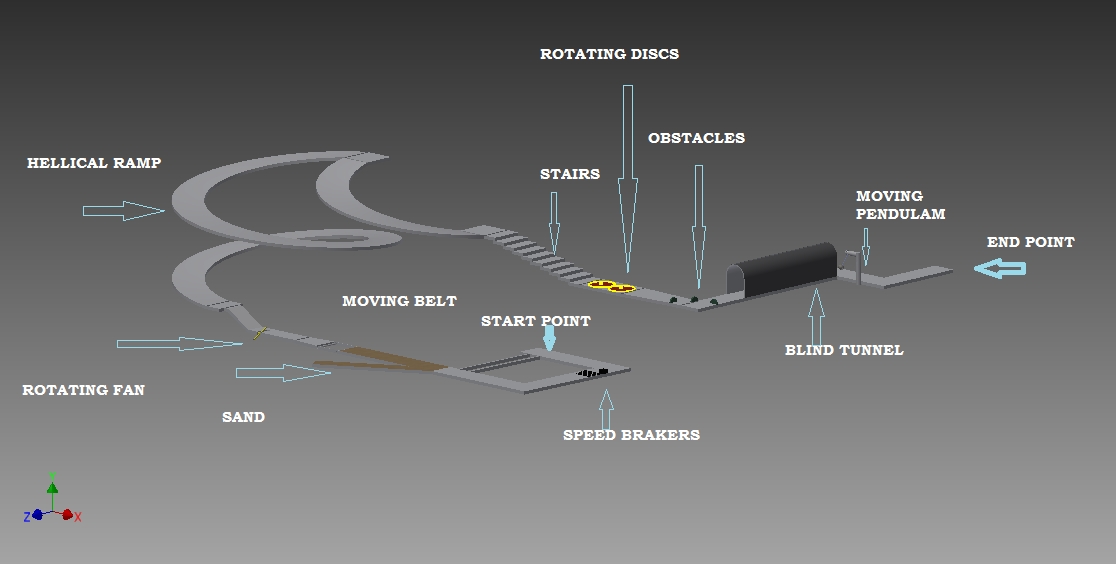 ROTATING DISCS
OBSTACLES
HELLICAL RAMP
STAIRS
MOVING
PENDULAM
END POINT
MOVING BELT
START POINT
BLIND TUNNEL
ROTATING FAN
SAND
SPEED BRAKERS
Y
Z
X